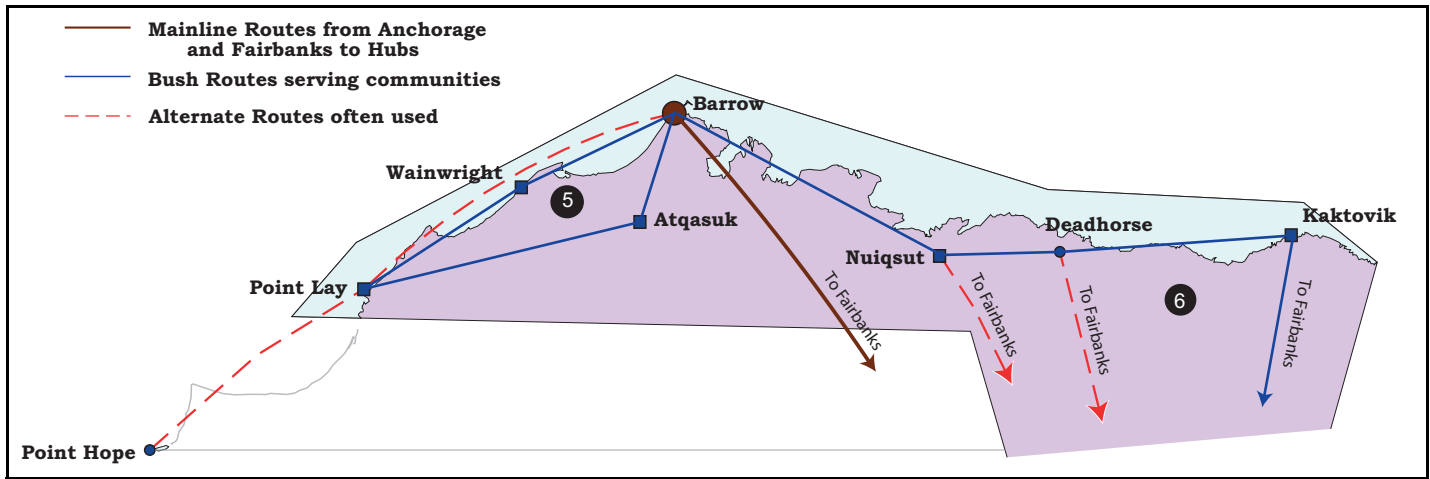 Mainline Routes from Anchorage
and Fairbanks to Hubs
Bush Routes serving communities
Alternate Routes often used
Barrow
Wainwright
5
Atqasuk
Deadhorse
Kaktovik
Nuiqsut
Point Lay
To Fairbanks
To Fairbanks
To Fairbanks
6
To Fairbanks
Point Hope